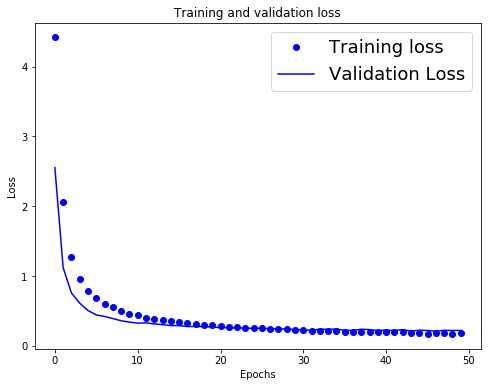 Training and validation loss
Training loss
Validation Loss
Loss
4
3
2
1
0
0 10 20 30 40 50
Epochs